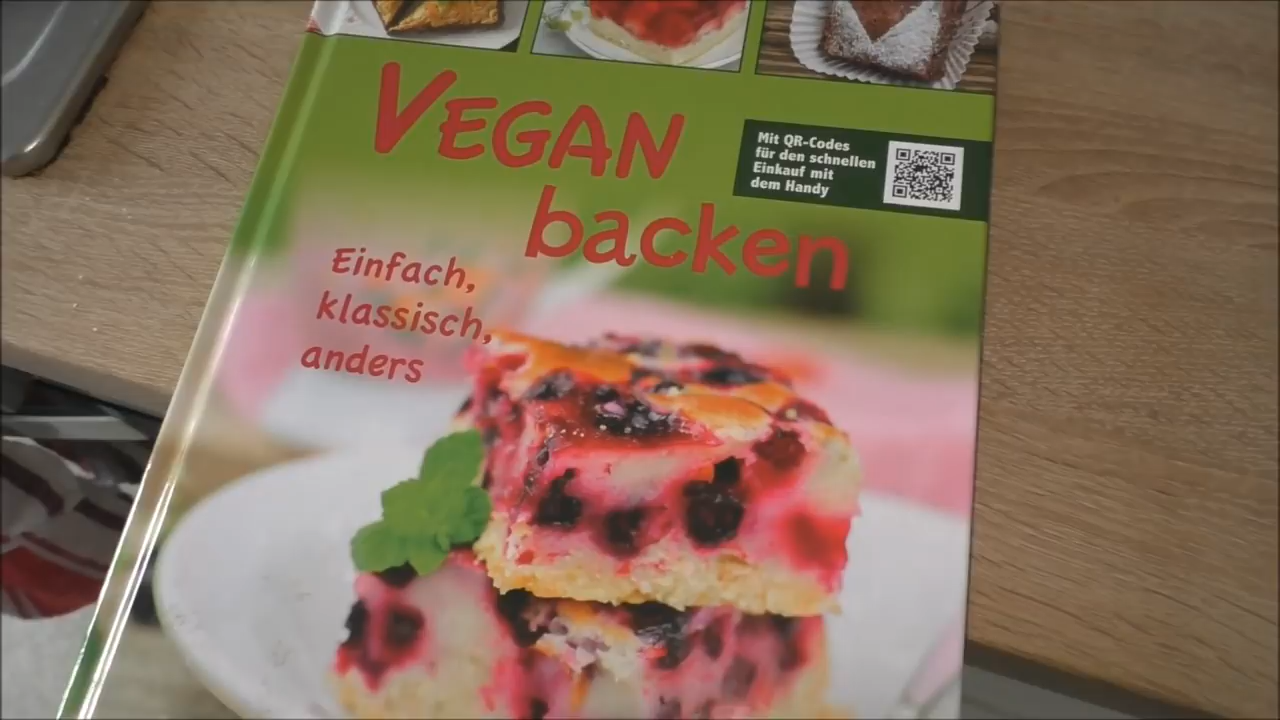 VEGAN
backen
Mit QR-Codes
für den schnellen
Einkauf mit
dem Handy
Einfach,
klassisch,
anders